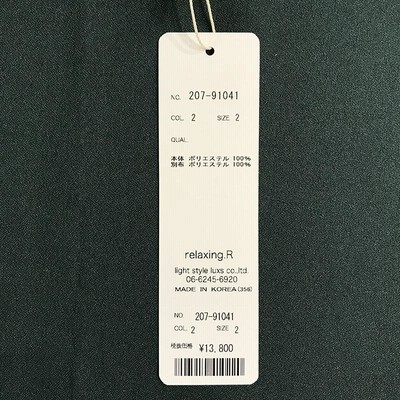 NO. 207-91041
COL. 2 SIZE 2
QUAL.
本体 ポリエステル 100%
別布 ポリエステル 100%
relaxing.R
light style luxs co.,ltd.
06-6245-6920
MADE IN KOREA(356)
NO. 207-91041
COL. 2 SIZE 2
税抜価格 ¥13,800